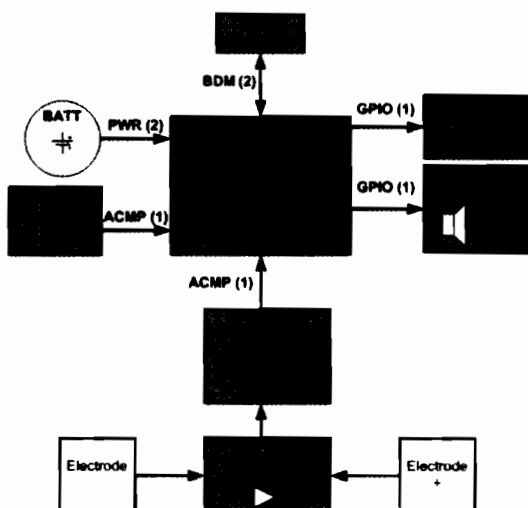 BDM (2)
BATT
PWR (2)
GPIO (1)
ACMP (1)
GPIO (1)
ACMP (1)
Electrode
Electrode
+